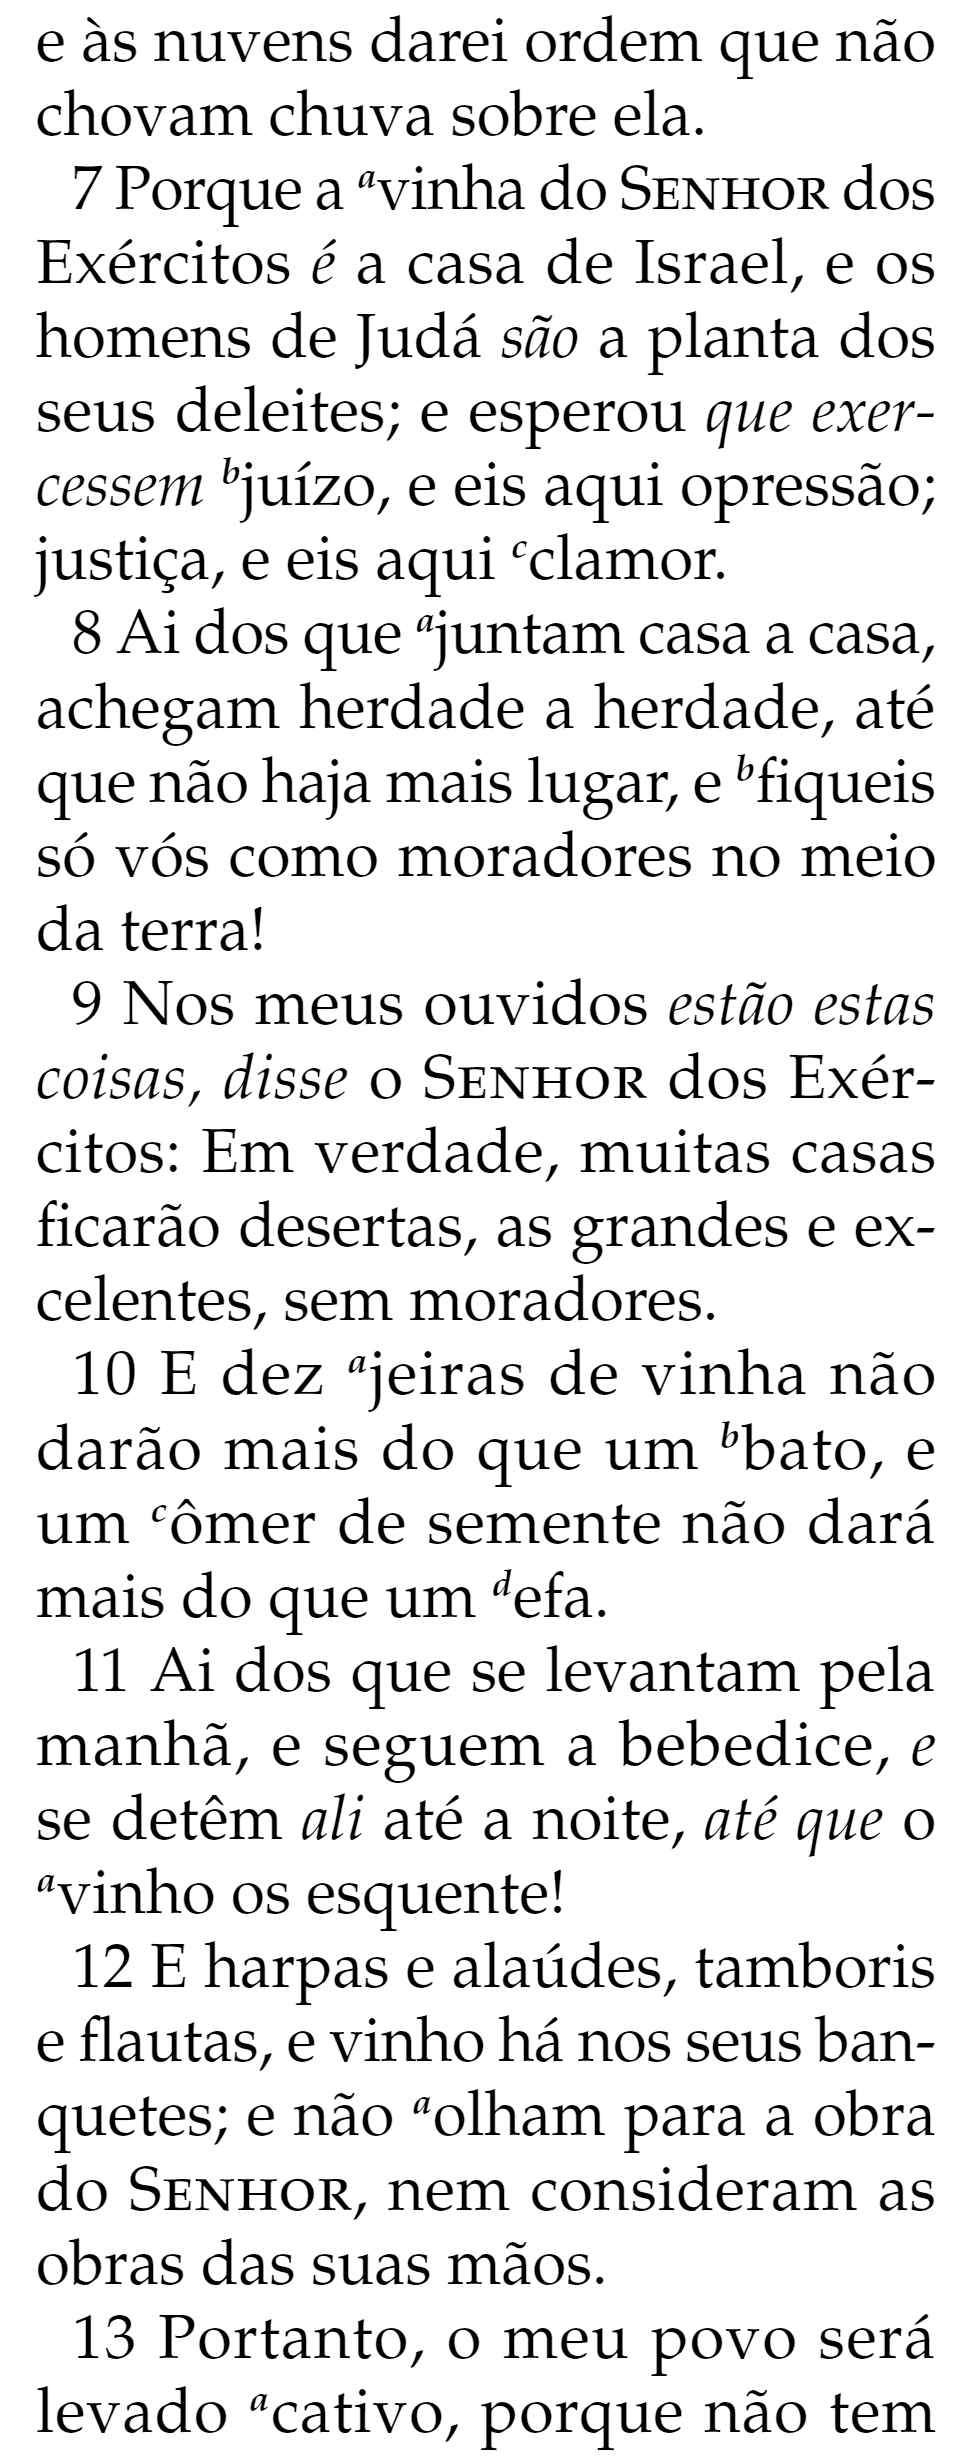 e às nuvens darei ordem que não
chovam chuva sobre ela.
7 Porque a ᵃvinha do SENHOR dos
Exércitos é a casa de Israel, e os
homens de Judá são a planta dos
seus deleites; e esperou que exer-
cessem ᵇjuízo, e eis aqui opressão;
justiça, e eis aqui ᶜclamor.
8 Ai dos que ᵃjuntam casa a casa,
achegam herdade a herdade, até
que não haja mais lugar, e ᵇfiqueis
só vós como moradores no meio
da terra!
9 Nos meus ouvidos estão estas
coisas, disse o SENHOR dos Exér-
citos: Em verdade, muitas casas
ficarão desertas, as grandes e ex-
celentes, sem moradores.
10 E dez ᵃjeiras de vinha não
darão mais do que um ᵇbato, e
um ᶜômer de semente não dará
mais do que um ᵈefa.
11 Ai dos que se levantam pela
manhã, e seguem a bebedice, e
se detêm ali até a noite, até que o
ᵃvinho os esquente!
12 E harpas e alaúdes, tamboris
e flautas, e vinho há nos seus ban-
quetes; e não ᵃolham para a obra
do SENHOR, nem consideram as
obras das suas mãos.
13 Portanto, o meu povo será
levado ᵃcativo, porque não tem